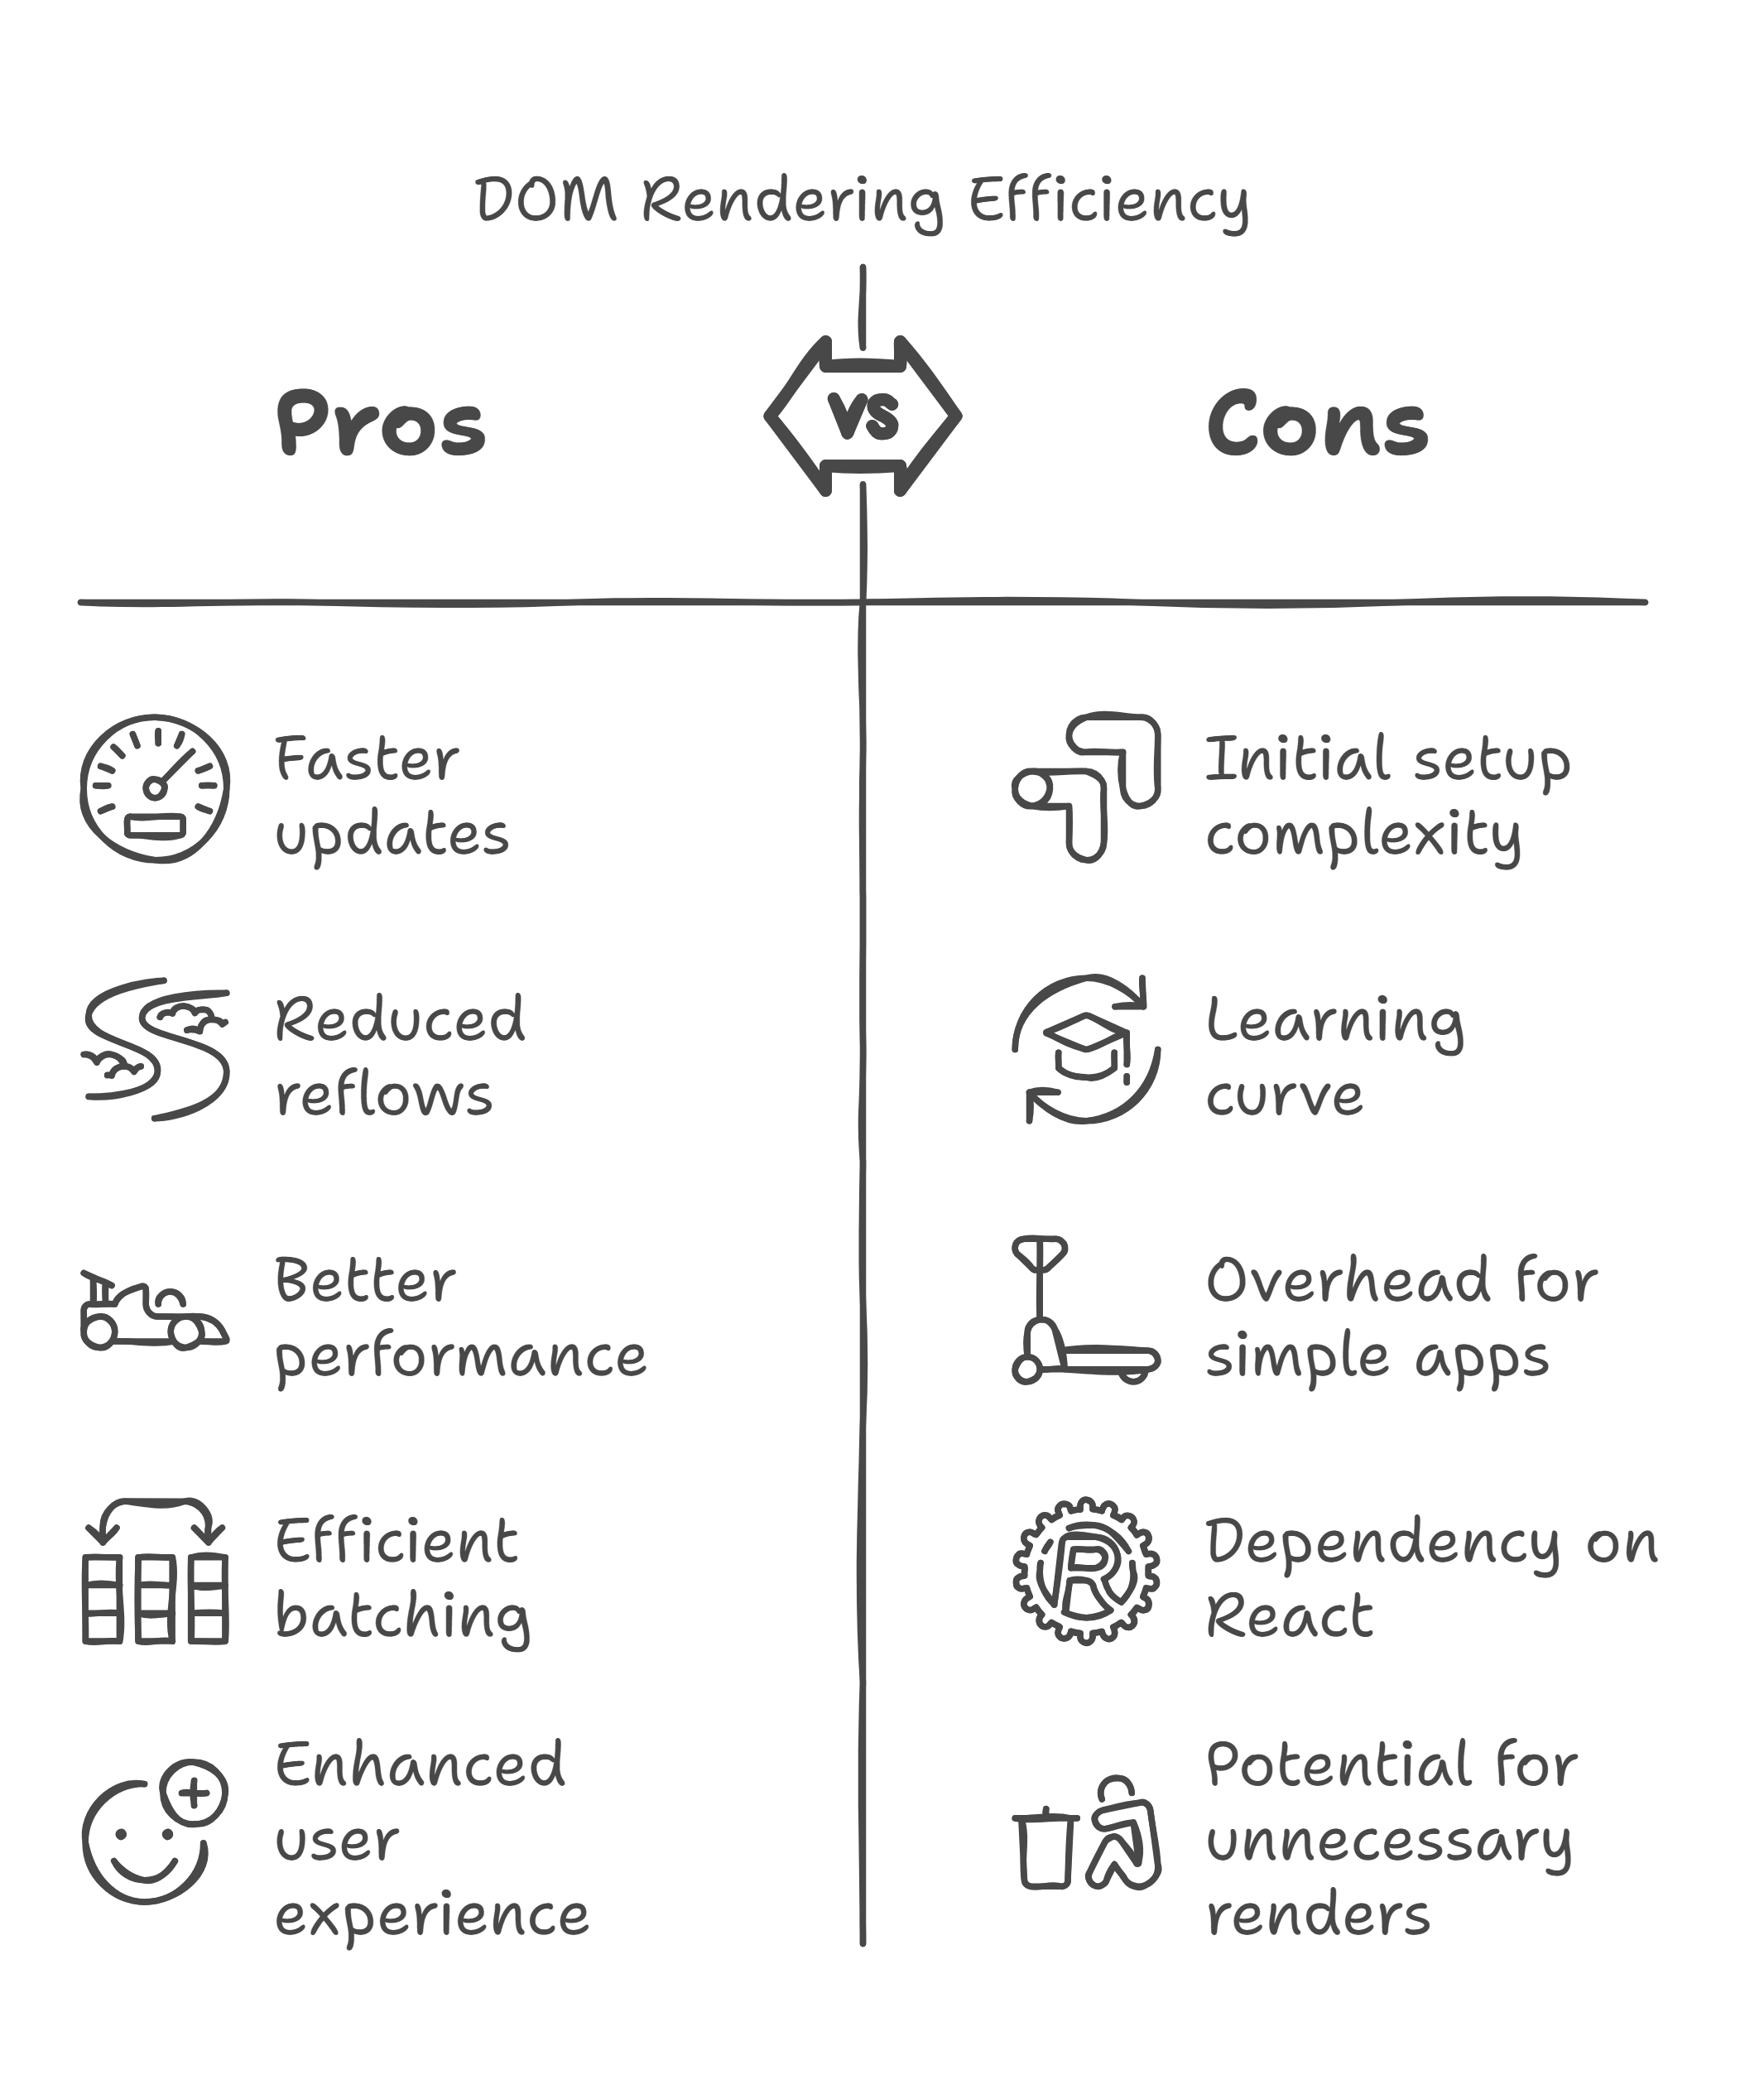 DOM Rendering Efficiency
Pros
vs
Cons
Faster
updates
Reduced
reflows
Better
performance
Efficient
batching
Enhanced
user
experience
Initial setup
complexity
Learning
curve
Overhead for
simple apps
Dependency on
React
Potential for
unnecessary
renders